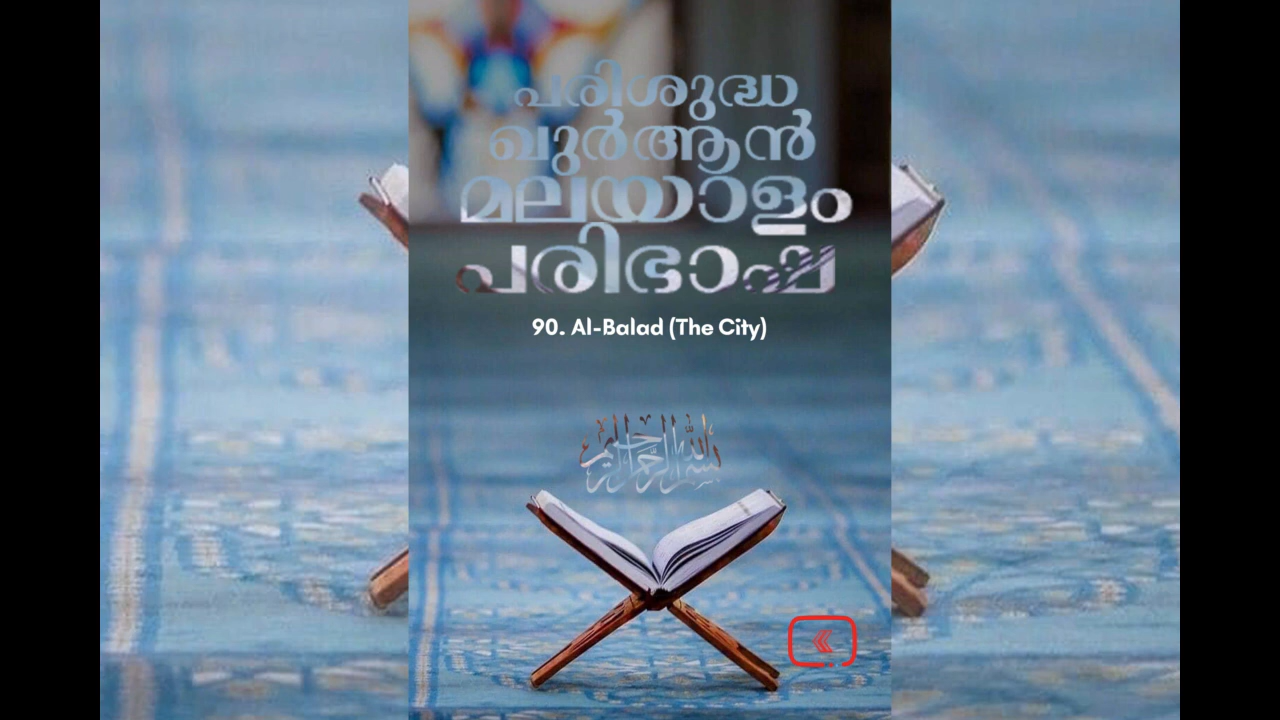 പരിശുദ്ധ
ഖുർആൻ
മലയാളം
പരിഭാഷ
90. Al-Balad (The City)
بسم الله الرحمن الرحيم